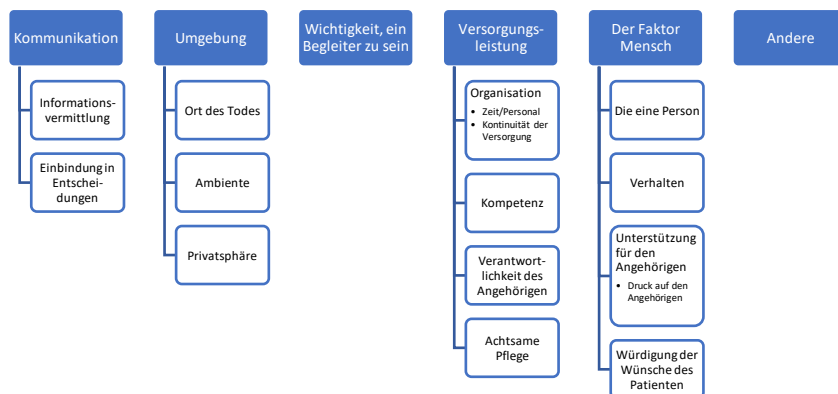 Kommunikation
Informations-
vermittlung
Einbindung in
Entschei-
dungen
Umgebung
Ort des Todes
Ambiente
Privatsphäre
Wichtigkeit, ein
Begleiter zu sein
Versorgungs-
leistung
Organisation
• Zeit/Personal
• Kontinuität der
Versorgung
Kompetenz
Verantwort-
lichkeit des
Angehörigen
Achtsame
Pflege
Der Faktor
Mensch
Die eine Person
Verhalten
Unterstützung
für den
Angehörigen
• Druck auf den
Angehörigen
Würdigung der
Wünsche des
Patienten
Andere